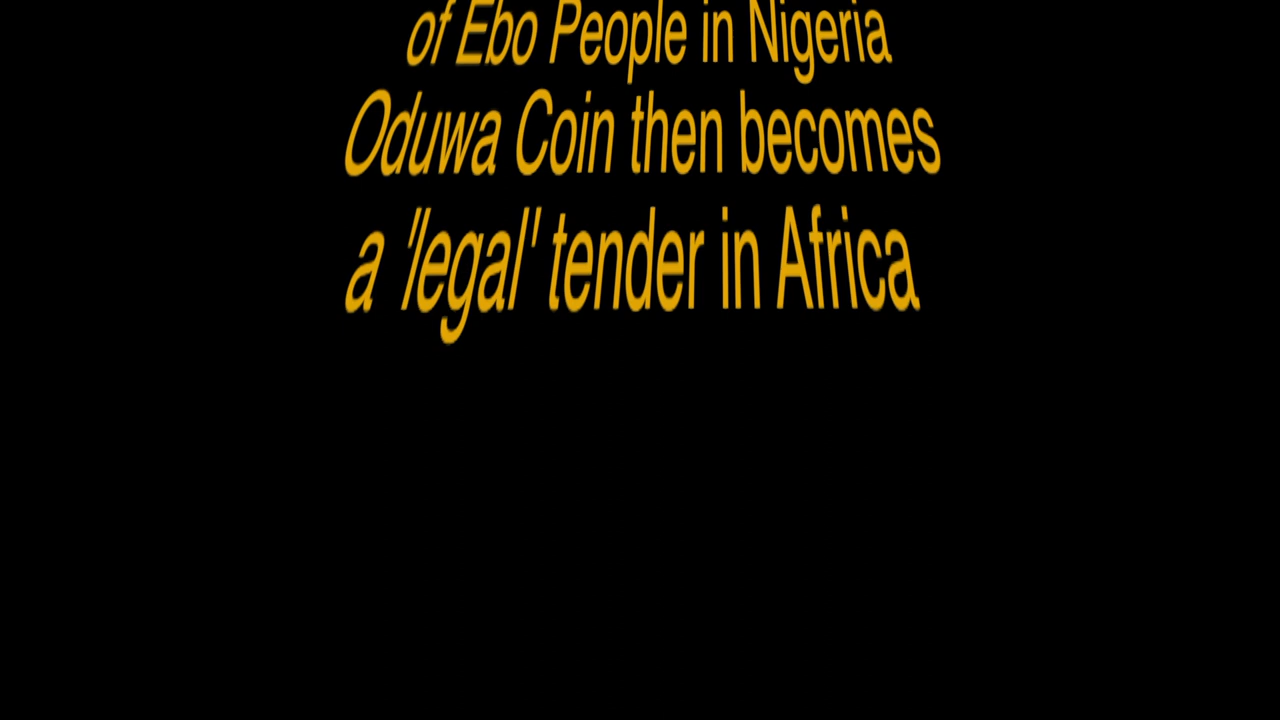 of Ebo People in Nigeria
Oduwa Coin then becomes
a 'legal' tender in Africa